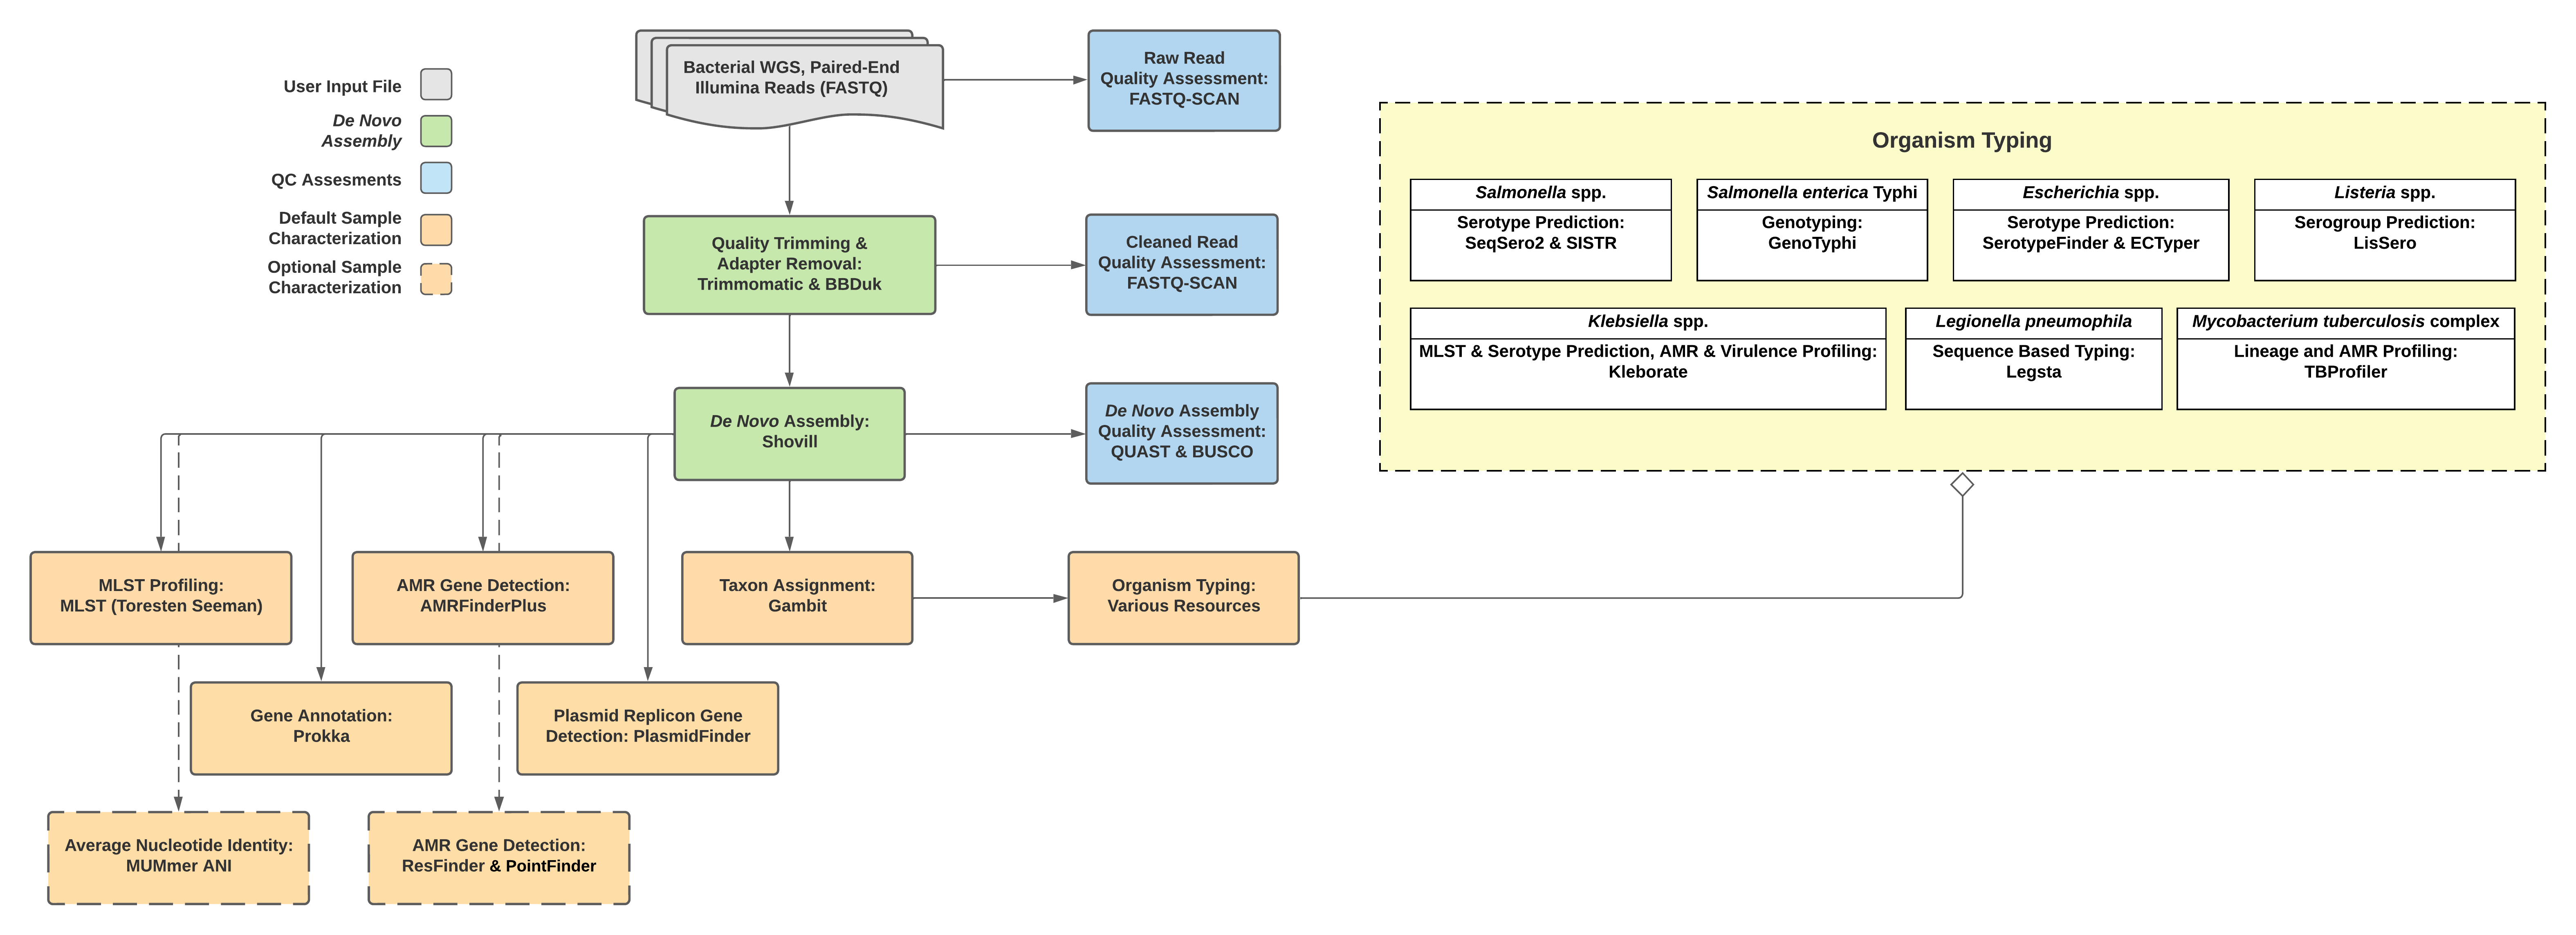 User Input File
De Novo
Assembly
QC Assesments
Default Sample
Characterization
Optional Sample
Characterization
Bacterial WGS, Paired-End
Illumina Reads (FASTQ)
Raw Read
Quality Assessment:
FASTQ-SCAN
Quality Trimming &
Adapter Removal:
Trimmomatic & BBDuk
Cleaned Read
Quality Assessment:
FASTQ-SCAN
De Novo Assembly:
Shovill
De Novo Assembly
Quality Assessment:
QUAST & BUSCO
MLST Profiling:
MLST (Toresten Seeman)
AMR Gene Detection:
AMRFinderPlus
Taxon Assignment:
Gambit
Organism Typing:
Various Resources
Gene Annotation:
Prokka
Plasmid Replicon Gene
Detection: PlasmidFinder
Average Nucleotide Identity:
MUMmer ANI
AMR Gene Detection:
ResFinder & PointFinder
Organism Typing
Salmonella spp.
Serotype Prediction:
SeqSero2 & SISTR
Salmonella enterica Typhi
Genotyping:
GenoTyphi
Escherichia spp.
Serotype Prediction:
SerotypeFinder & ECTyper
Listeria spp.
Serogroup Prediction:
LisSero
Klebsiella spp.
MLST & Serotype Prediction, AMR & Virulence Profiling:
Kleborate
Legionella pneumophila
Sequence Based Typing:
Legsta
Mycobacterium tuberculosis complex
Lineage and AMR Profiling:
TBProfiler